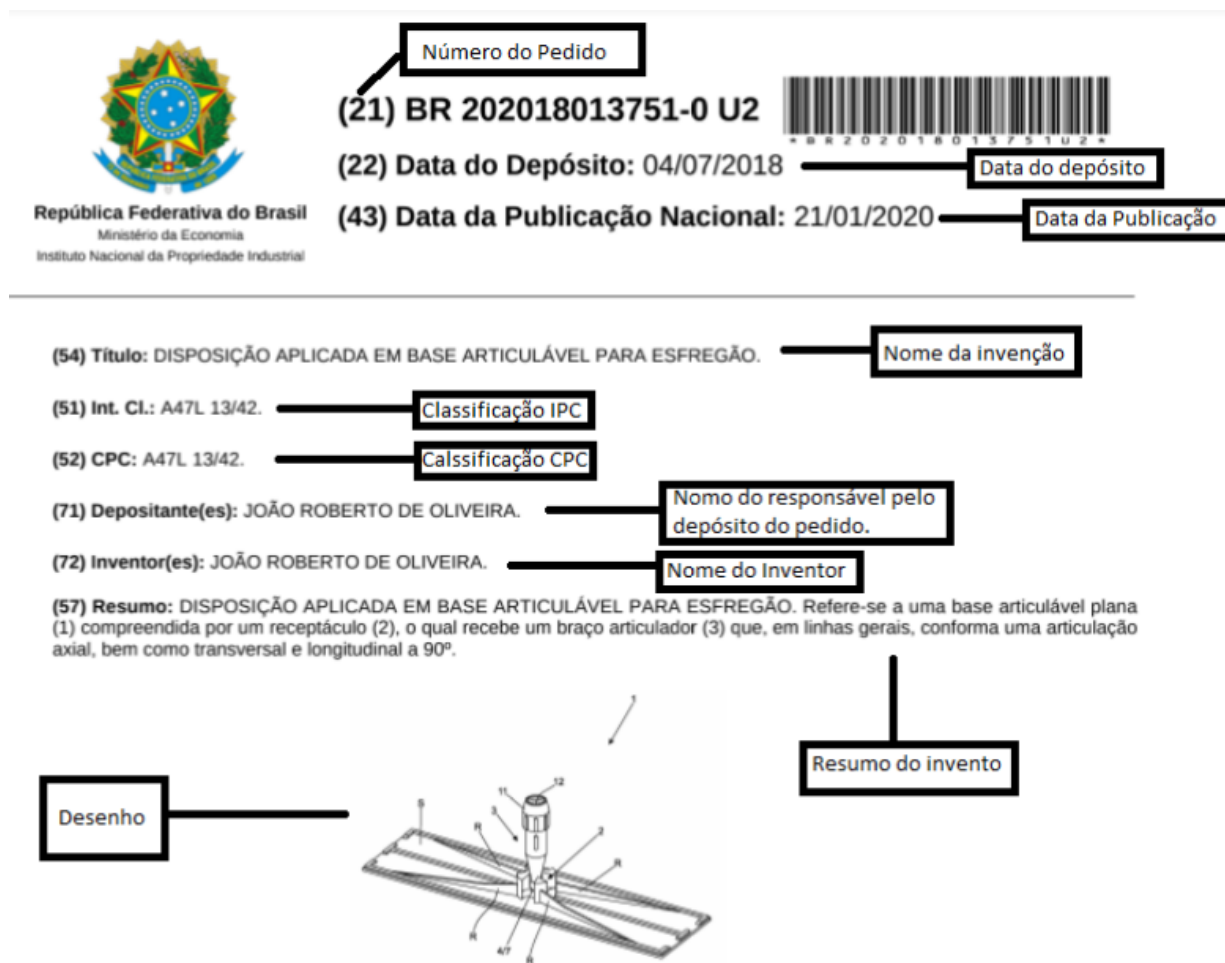 Número do Pedido
(21) BR 202018013751-0 U2
* B R 2 0 2 0 1 8 0 1 3 7 5 1 U 2 *
(22) Data do Depósito: 04/07/2018
Data do depósito
(43) Data da Publicação Nacional: 21/01/2020
Data da Publicação
República Federativa do Brasil
Ministério da Economia
Instituto Nacional da Propriedade Industrial
(54) Título: DISPOSIÇÃO APLICADA EM BASE ARTICULÁVEL PARA ESFREGÃO.
Nome da invenção
(51) Int. Cl.: A47L 13/42.
Classificação IPC
(52) CPC: A47L 13/42.
Calssificação CPC
(71) Depositante(es): JOÃO ROBERTO DE OLIVEIRA.
Nomo do responsável pelo
depósito do pedido.
(72) Inventor(es): JOÃO ROBERTO DE OLIVEIRA.
Nome do Inventor
(57) Resumo: DISPOSIÇÃO APLICADA EM BASE ARTICULÁVEL PARA ESFREGÃO. Refere-se a uma base articulável plana
(1) compreendida por um receptáculo (2), o qual recebe um braço articulador (3) que, em linhas gerais, conforma uma articulação
axial, bem como transversal e longitudinal a 90º.
Resumo do invento
Desenho
1
12
11
S
3
R
2
R
R
4/7
R